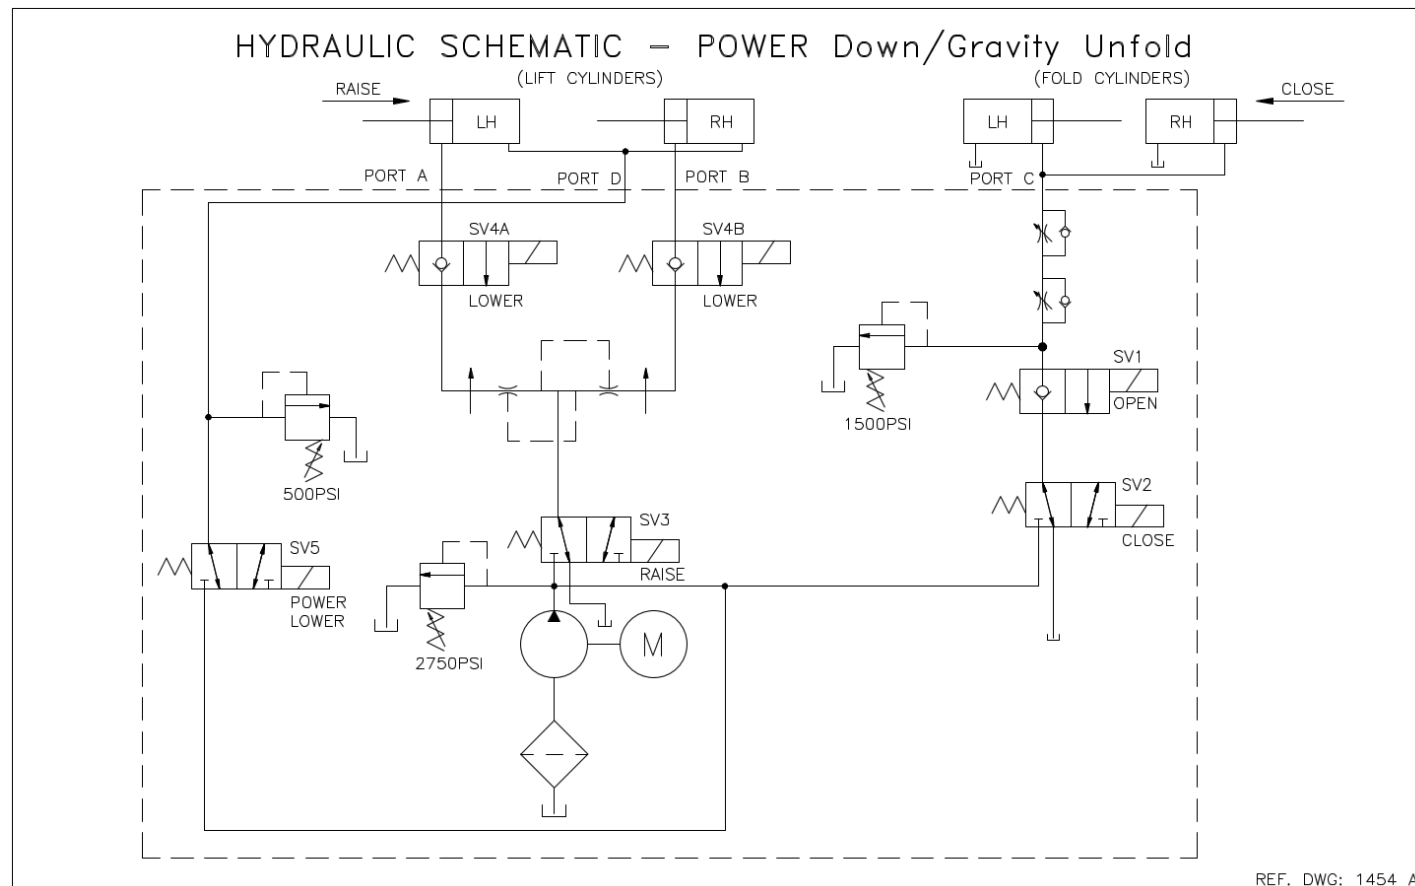 HYDRAULIC SCHEMATIC - POWER Down/Gravity Unfold
(LIFT CYLINDERS)
(FOLD CYLINDERS)
RAISE
CLOSE
LH
RH
LH
RH
PORT A
PORT D
PORT B
PORT C
SV4A
SV4B
LOWER
LOWER
SV1
OPEN
1500PSI
500PSI
SV2
CLOSE
SV3
RAISE
SV5
POWER
LOWER
M
2750PSI
REF. DWG: 1454 A